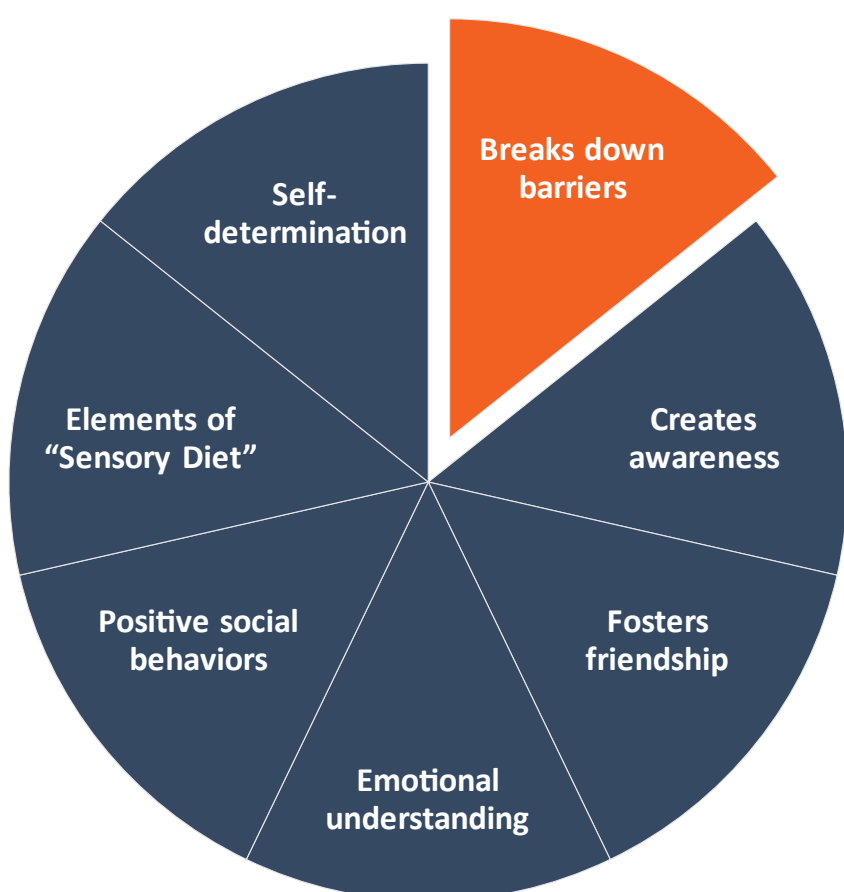 Breaks down
barriers
Creates
awareness
Fosters
friendship
Emotional
understanding
Positive social
behaviors
Elements of
“Sensory Diet”
Self-
determination